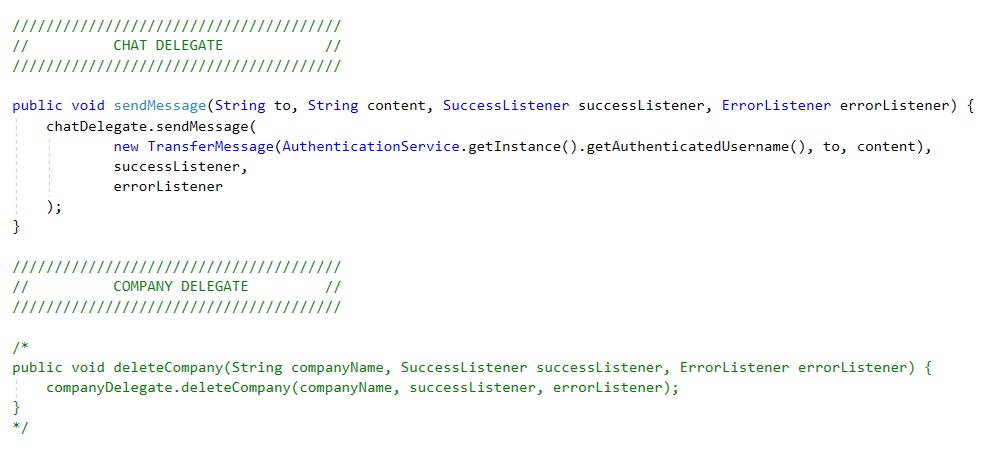 ///////////////////////////////////////
//          CHAT DELEGATE            //
///////////////////////////////////////
public void sendMessage(String to, String content, SuccessListener successListener, ErrorListener errorListener) {
    chatDelegate.sendMessage(
            new TransferMessage(AuthenticationService.getInstance().getAuthenticatedUsername(), to, content),
            successListener,
            errorListener
    );
}
///////////////////////////////////////
//          COMPANY DELEGATE         //
///////////////////////////////////////
/*
public void deleteCompany(String companyName, SuccessListener successListener, ErrorListener errorListener) {
    companyDelegate.deleteCompany(companyName, successListener, errorListener);
}
*/